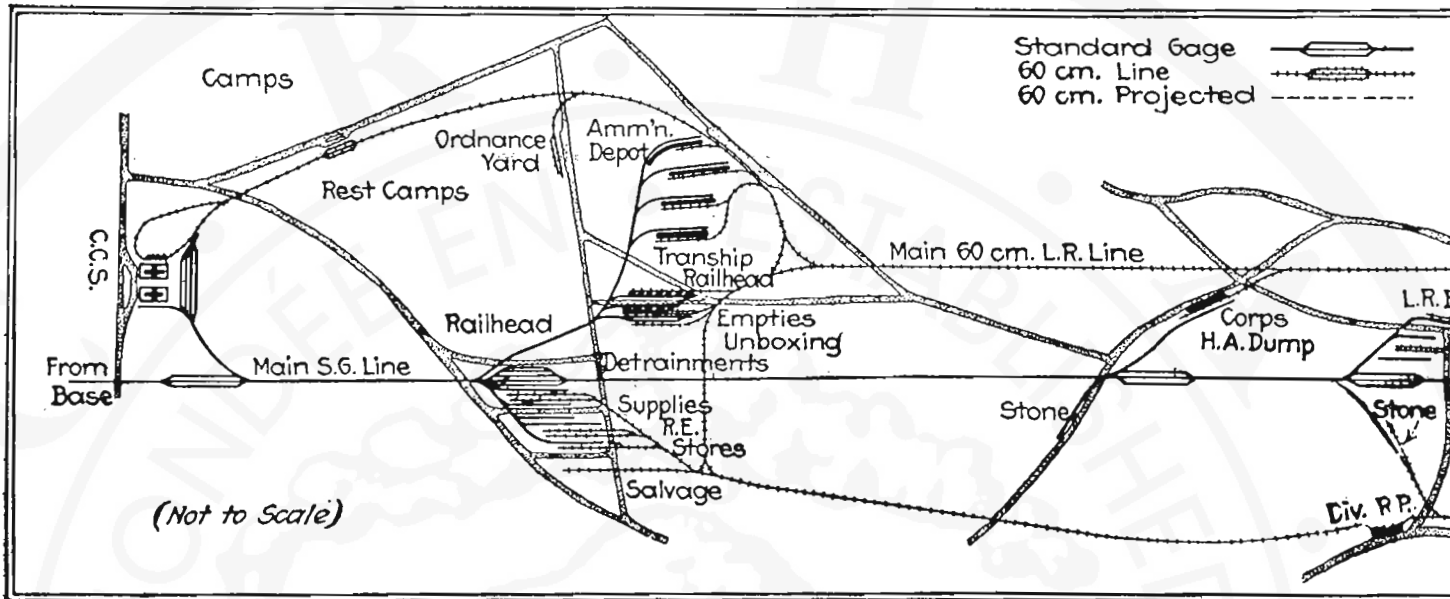 Camps
Standard Gage
60 cm. Line
60 cm. Projected
Ordnance
Yard
Amm'n.
Depot
Rest Camps
C.C.S.
Tranship
Railhead
Main 60 cm. L.R. Line
Railhead
Empties
Unboxing
Corps
H.A. Dump
From
Base
Main S.G. Line
Detrainments
Supplies
R.E.
Stores
Stone
Stone
Salvage
(Not to Scale)
Div. R.P.